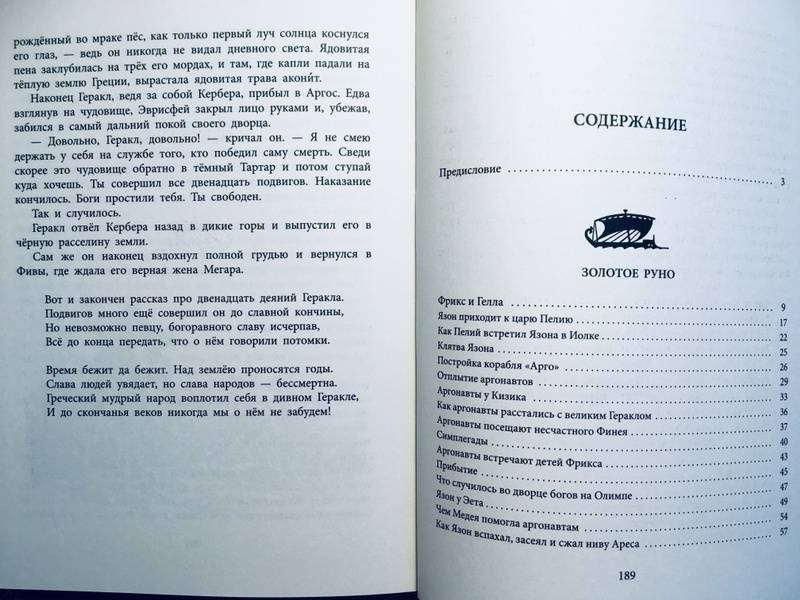 рождённый во мраке пёс, как только первый луч солнца коснулся
его глаз, — ведь он никогда не видал дневного света. Ядовитая
пена заклубилась на трёх его мордах, и там, где капли падали на
тёплую землю Греции, вырастала ядовитая трава акони́т.
Наконец Геракл, ведя за собой Кербера, прибыл в Аргос. Едва
взглянув на чудовище, Эврисфей закрыл лицо руками и, убежав,
забился в самый дальний покой своего дворца.
— Довольно, Геракл, довольно! — кричал он. — Я не смею
держать у себя на службе того, кто победил саму смерть. Сведи
скорее это чудовище обратно в тёмный Тартар и потом ступай
куда хочешь. Ты совершил все двенадцать подвигов. Наказание
кончилось. Боги простили тебя. Ты свободен.
Так и случилось.
Геракл отвёл Кербера назад в дикие горы и выпустил его в
чёрную расселину земли.
Сам же он наконец вздохнул полной грудью и вернулся в
Фивы, где ждала его верная жена Мегара.
Вот и закончен рассказ про двенадцать деяний Геракла.
Подвигов много ещё совершил он до славной кончины,
Но невозможно певцу, богоравного славу исчерпав,
Всё до конца передать, что о нём говорили потомки.
Время бежит да бежит. Над землёю проносятся годы.
Слава людей увядает, но слава народов — бессмертна.
Греческий мудрый народ воплотил себя в дивном Геракле,
И до скончанья веков никогда мы о нём не забудем!
СОДЕРЖАНИЕ
Предисловие 3
ЗОЛОТОЕ РУНО
Фрикс и Гелла 9
Язон приходит к царю Пелию 17
Как Пелий встретил Язона в Иолке 22
Клятва Язона 25
Постройка корабля «Арго» 26
Отплытие аргонавтов 29
Аргонавты у Кизика 33
Как аргонавты расстались с великим Гераклом 36
Аргонавты посещают несчастного Финея 37
Симплегады 40
Аргонавты встречают детей Фрикса 43
Прибытие 45
Что случилось во дворце богов на Олимпе 47
Язон у Эета 49
Чем Медея помогла аргонавтам 54
Как Язон вспахал, засеял и сжал ниву Ареса 57
189